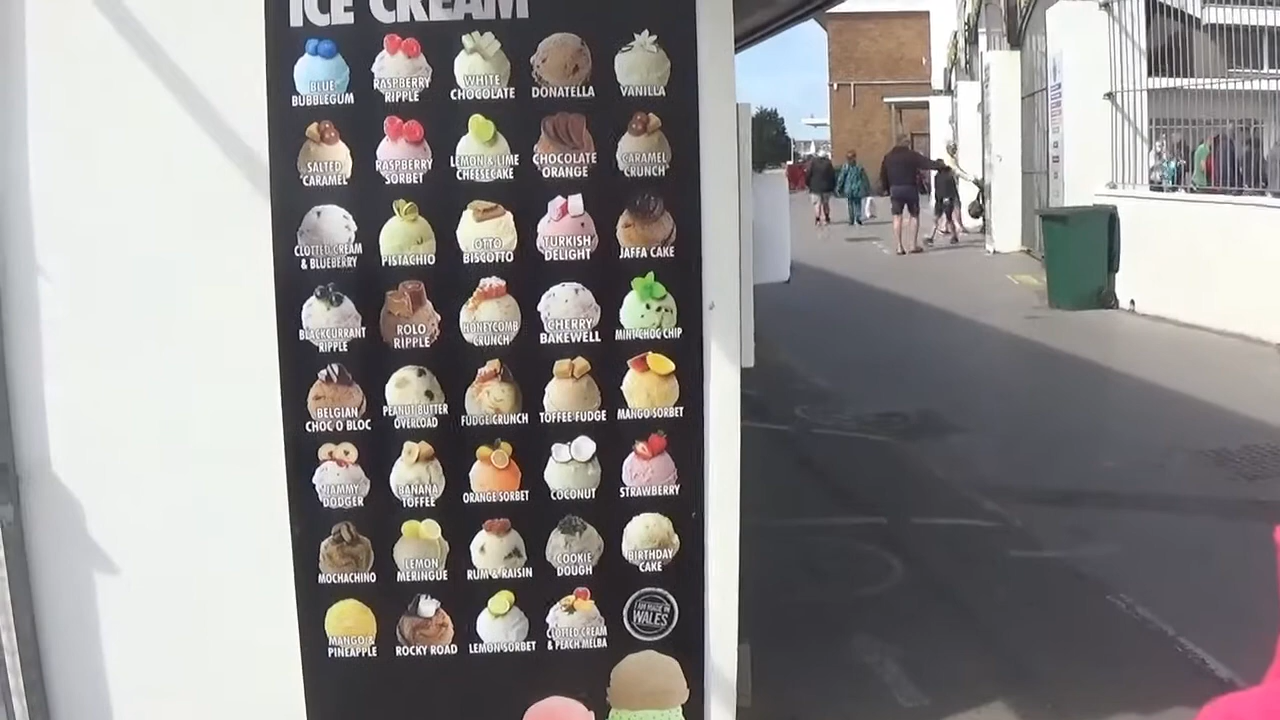 ICE CREAM
BLUE
BUBBLEGUM
RASPBERRY
RIPPLE
WHITE
CHOCOLATE
DONATELLA
VANILLA
SALTED
CARAMEL
RASPBERRY
SORBET
LEMON & LIME
CHEESECAKE
CHOCOLATE
ORANGE
CARAMEL
CRUNCH
CLOTTED CREAM
& BLUEBERRY
PISTACHIO
OTTO
BISCOTTO
TURKISH
DELIGHT
JAFFA CAKE
BLACKCURRANT
RIPPLE
ROLO
RIPPLE
HONEYCOMB
CRUNCH
CHERRY
BAKEWELL
MINT CHOC CHIP
BELGIAN
CHOC O BLOC
PEANUT BUTTER
OVERLOAD
FUDGE CRUNCH
TOFFEE FUDGE
MANGO SORBET
JAMMY
DODGER
BANANA
TOFFEE
ORANGE SORBET
COCONUT
STRAWBERRY
MOCHACHINO
LEMON
MERINGUE
RUM & RAISIN
COOKIE
DOUGH
BIRTHDAY
CAKE
MANGO &
PINEAPPLE
ROCKY ROAD
LEMON SORBET
CLOTTED CREAM
& PEACH MELBA
I AM MADE IN
WALES